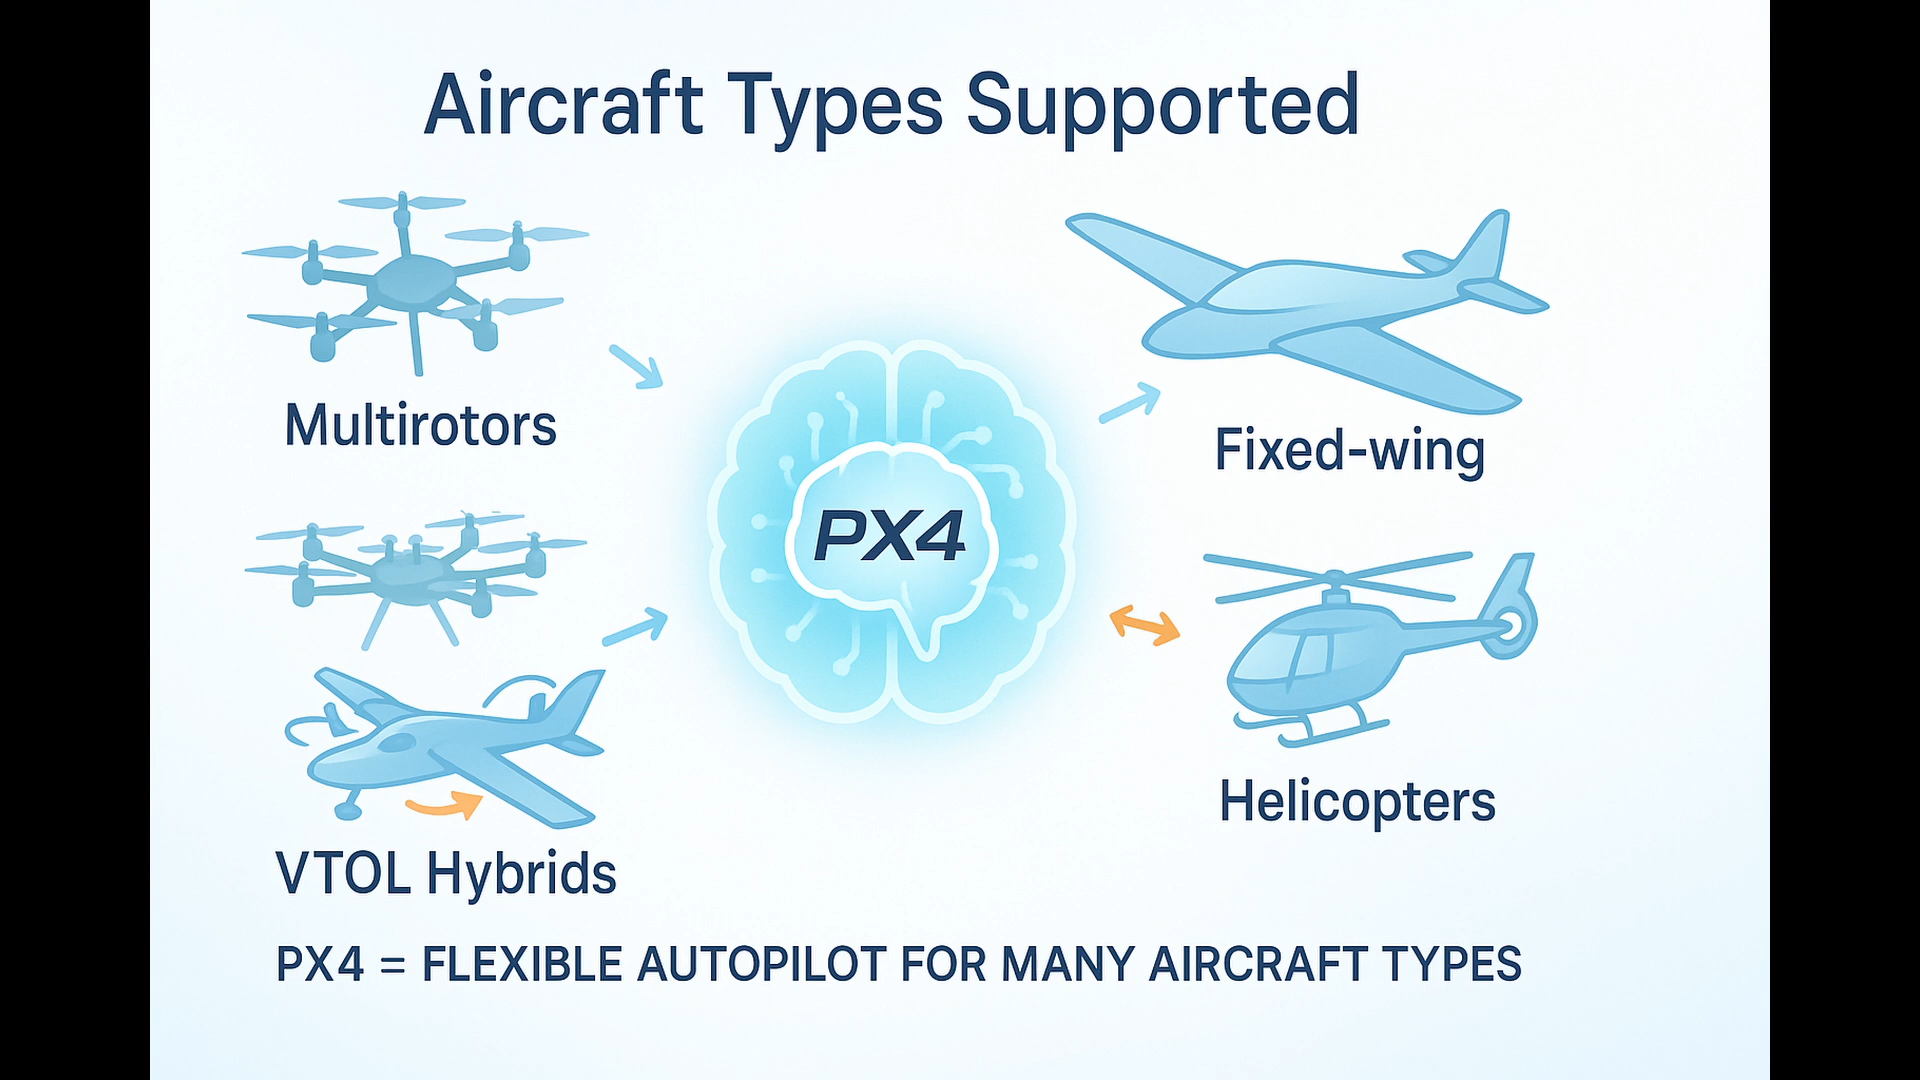 Aircraft Types Supported
Multirotors
Fixed-wing
PX4
Helicopters
VTOL Hybrids
PX4 = FLEXIBLE AUTOPILOT FOR MANY AIRCRAFT TYPES